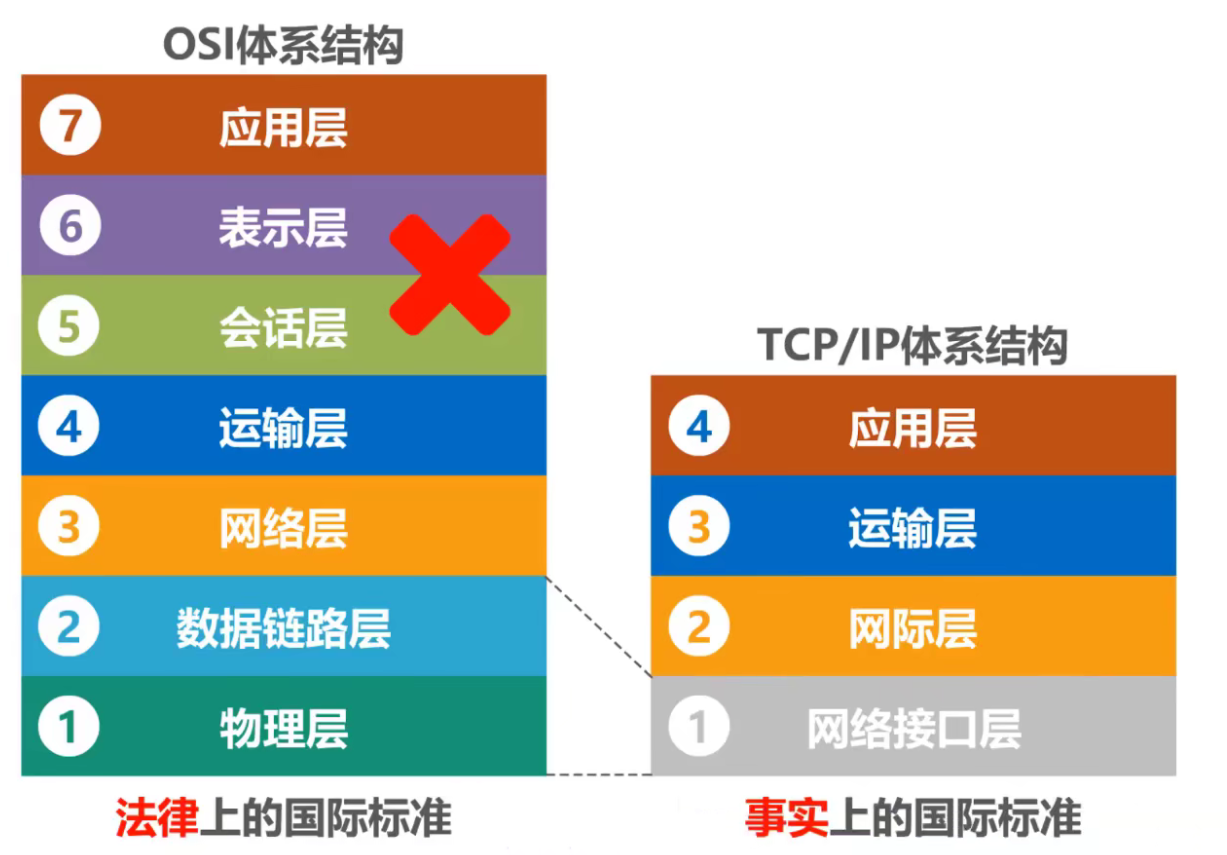 OSI体系结构
7 应用层
6 表示层
5 会话层
4 运输层
3 网络层
2 数据链路层
1 物理层
法律上的国际标准
TCP/IP体系结构
4 应用层
3 运输层
2 网际层
1 网络接口层
事实上的国际标准